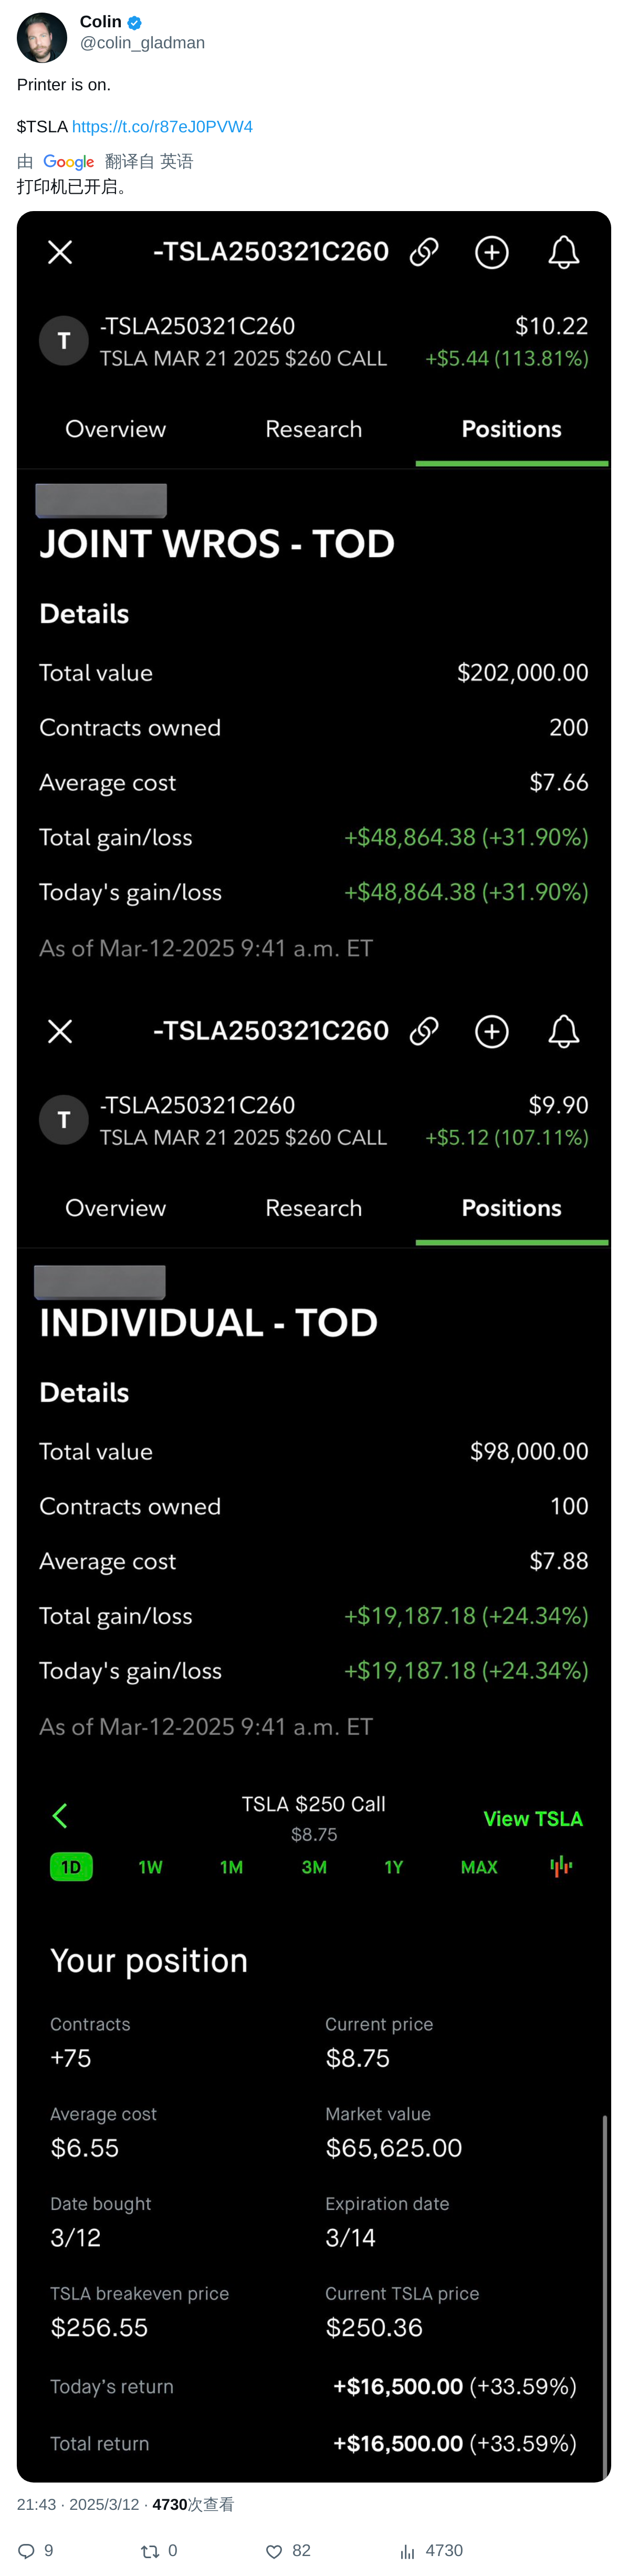 Colin
@colin_gladman
Printer is on.
$TSLA https://t.co/r87eJ0PVW4
由 Google 翻译自 英语
打印机已开启。
-TSLA250321C260
T
-TSLA250321C260
$10.22
TSLA MAR 21 2025 $260 CALL
+$5.44 (113.81%)
Overview Research Positions
JOINT WROS - TOD
Details
Total value $202,000.00
Contracts owned 200
Average cost $7.66
Total gain/loss +$48,864.38 (+31.90%)
Today's gain/loss +$48,864.38 (+31.90%)
As of Mar-12-2025 9:41 a.m. ET
-TSLA250321C260
T
-TSLA250321C260
$9.90
TSLA MAR 21 2025 $260 CALL
+$5.12 (107.11%)
Overview Research Positions
INDIVIDUAL - TOD
Details
Total value $98,000.00
Contracts owned 100
Average cost $7.88
Total gain/loss +$19,187.18 (+24.34%)
Today's gain/loss +$19,187.18 (+24.34%)
As of Mar-12-2025 9:41 a.m. ET
TSLA $250 Call
$8.75
View TSLA
1D 1W 1M 3M 1Y MAX
Your position
Contracts Current price
+75 $8.75
Average cost Market value
$6.55 $65,625.00
Date bought Expiration date
3/12 3/14
TSLA breakeven price Current TSLA price
$256.55 $250.36
Today’s return +$16,500.00 (+33.59%)
Total return +$16,500.00 (+33.59%)
21:43 · 2025/3/12 · 4730次查看
9 0 82 4730